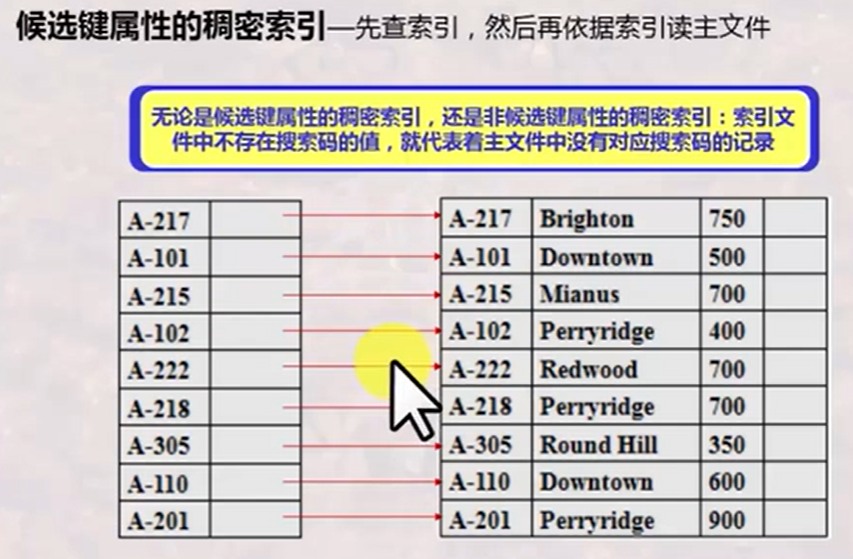 候选键属性的稠密索引—先查索引，然后再依据索引读主文件
无论是候选键属性的稠密索引，还是非候选键属性的稠密索引：索引文
件中不存在搜索码的值，就代表着主文件中没有对应搜索码的记录
A-217 A-217 Brighton 750
A-101 A-101 Downtown 500
A-215 A-215 Mianus 700
A-102 A-102 Perryridge 400
A-222 A-222 Redwood 700
A-218 A-218 Perryridge 700
A-305 A-305 Round Hill 350
A-110 A-110 Downtown 600
A-201 A-201 Perryridge 900